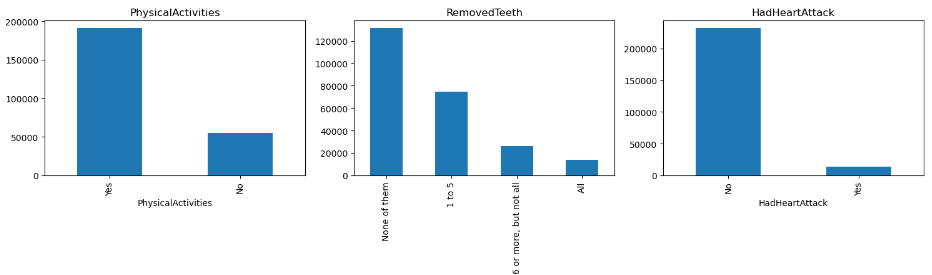 PhysicalActivities
200000
150000
100000
50000
0
Yes
No
PhysicalActivities
RemovedTeeth
120000
100000
80000
60000
40000
20000
0
None of them
1 to 5
6 or more, but not all
All
HadHeartAttack
200000
150000
100000
50000
0
No
Yes
HadHeartAttack